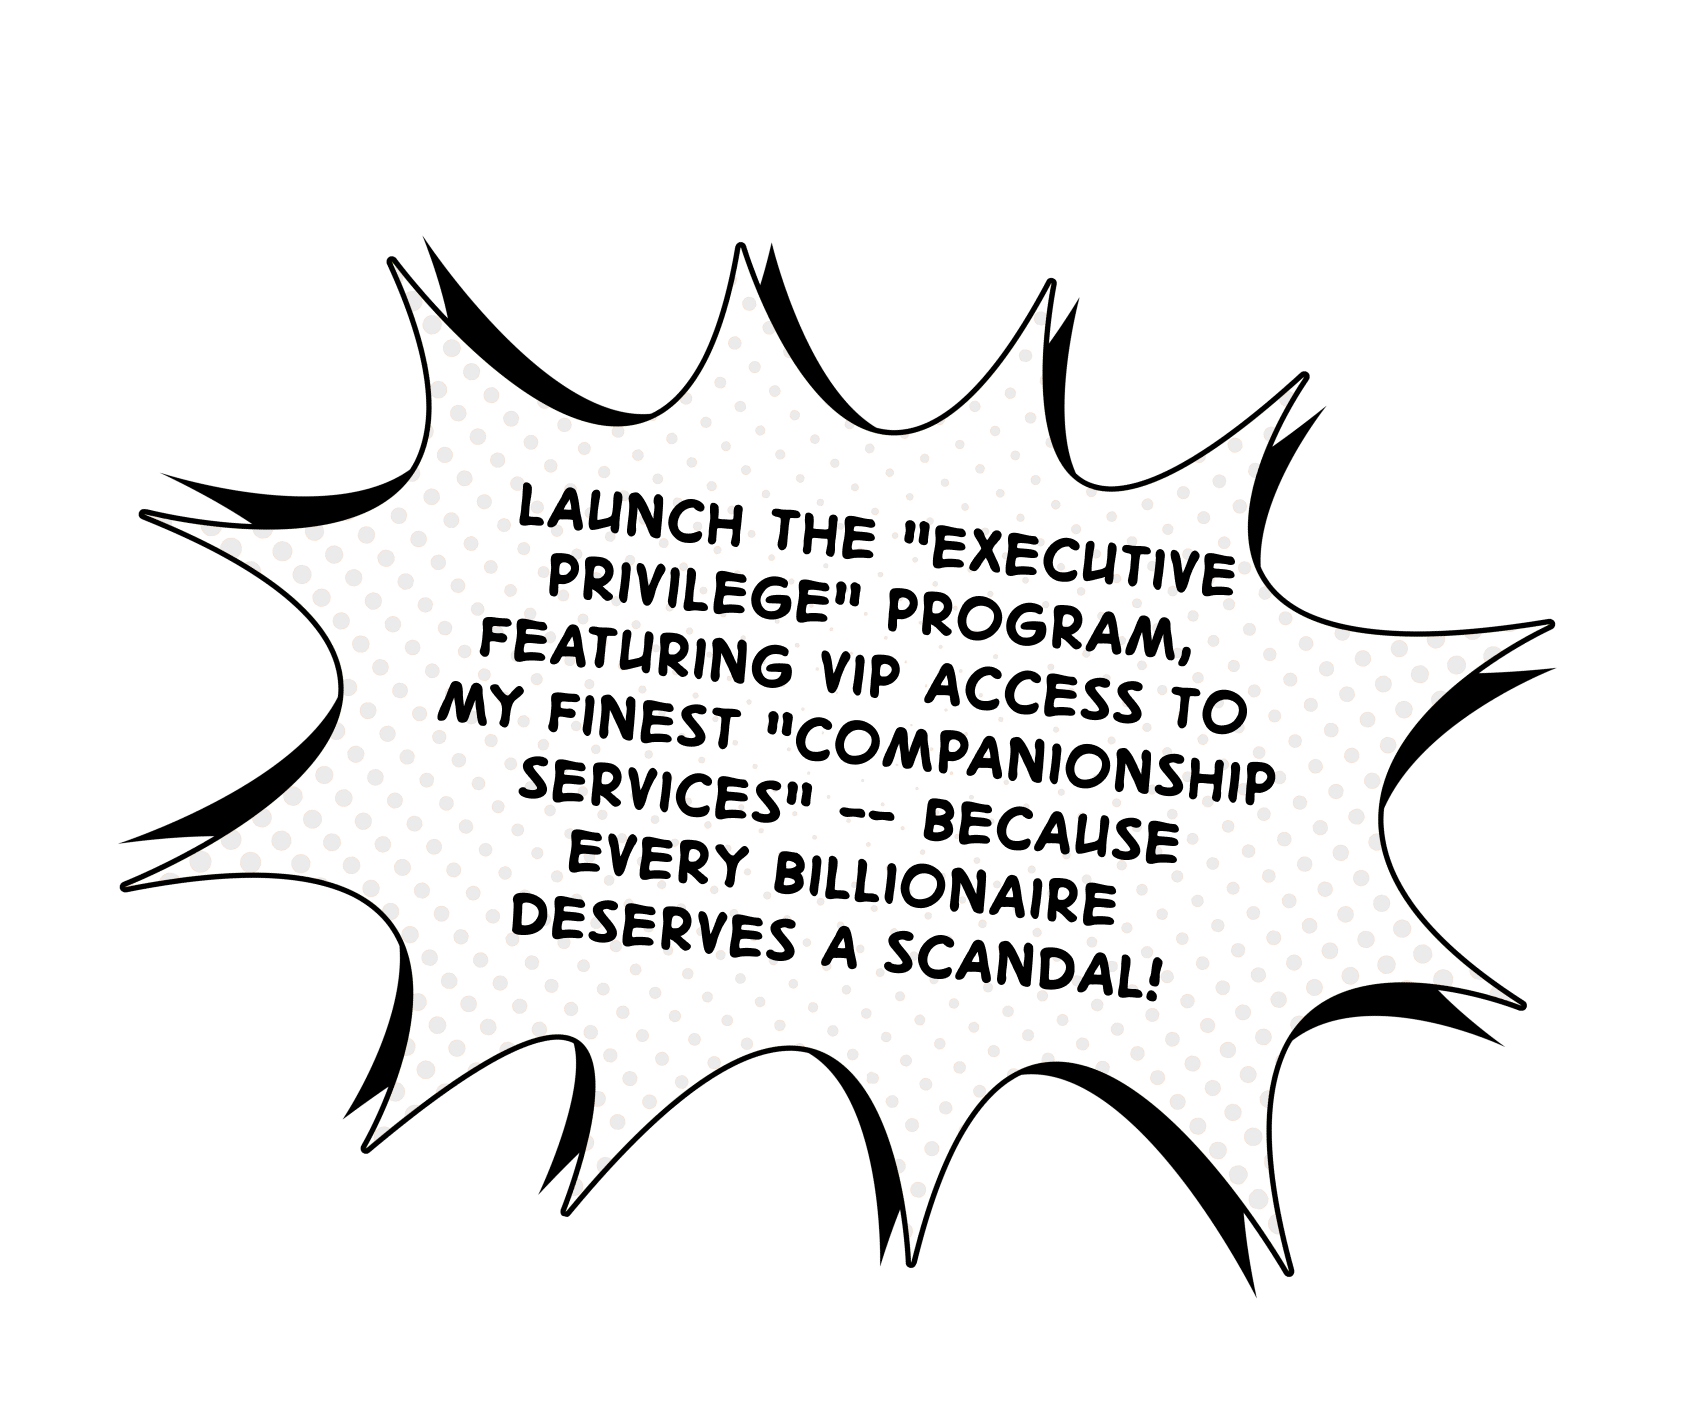 LAUNCH THE "EXECUTIVE
PRIVILEGE" PROGRAM,
FEATURING VIP ACCESS TO
MY FINEST "COMPANIONSHIP
SERVICES" -- BECAUSE
EVERY BILLIONAIRE
DESERVES A SCANDAL!